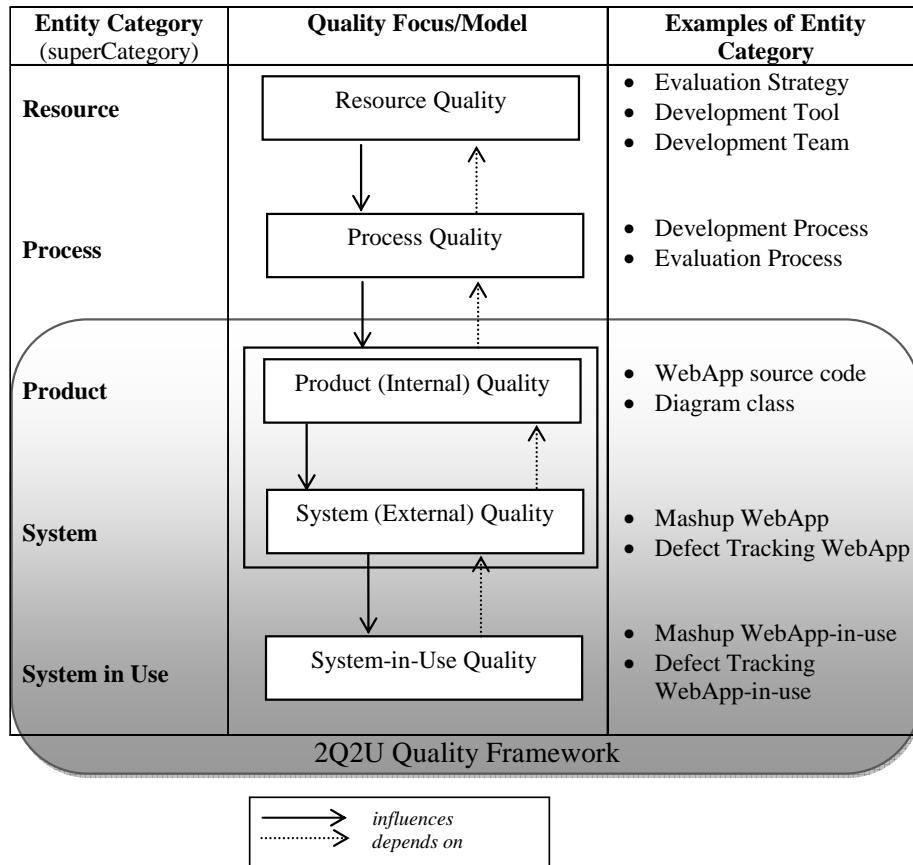 Entity Category
(superCategory)
Quality Focus/Model
Examples of Entity
Category
Resource
Resource Quality
• Evaluation Strategy
• Development Tool
• Development Team
Process
Process Quality
• Development Process
• Evaluation Process
Product
Product (Internal) Quality
• WebApp source code
• Diagram class
System
System (External) Quality
• Mashup WebApp
• Defect Tracking WebApp
System in Use
System-in-Use Quality
• Mashup WebApp-in-use
• Defect Tracking
WebApp-in-use
2Q2U Quality Framework
influences
depends on